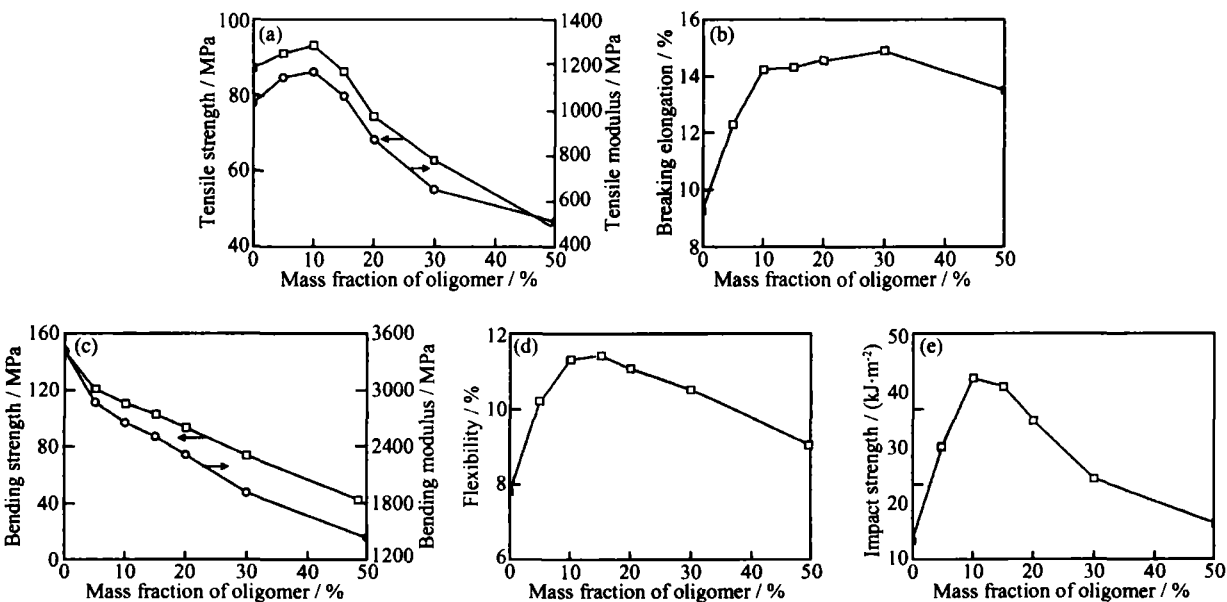 (a)
100
80
60
40
Tensile strength / MPa
1400
1200
1000
800
600
400
Tensile modulus / MPa
0 10 20 30 40 50
Mass fraction of oligomer / %
(b)
16
14
12
10
8
Breaking elongation / %
0 10 20 30 40 50
Mass fraction of oligomer / %
(c)
160
120
80
40
0
Bending strength / MPa
3600
3000
2400
1800
1200
Bending modulus / MPa
0 10 20 30 40 50
Mass fraction of oligomer / %
(d)
12
10
8
6
Flexibility / %
0 10 20 30 40 50
Mass fraction of oligomer / %
(e)
50
40
30
20
10
Impact strength / (kJ·m⁻²)
0 10 20 30 40 50
Mass fraction of oligomer / %